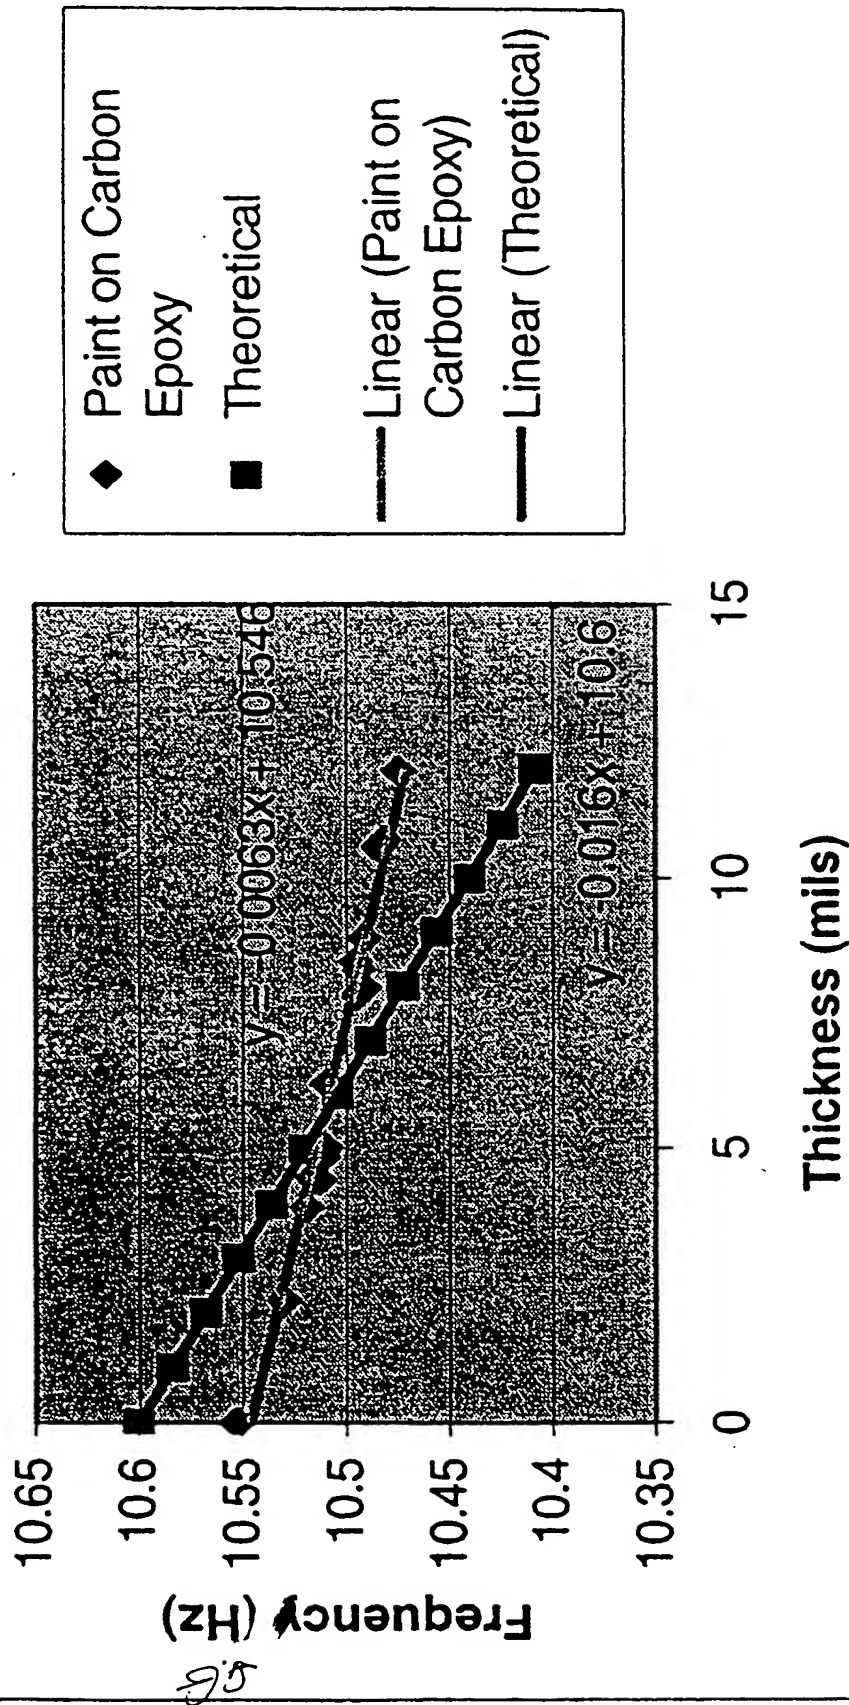 Frequency (Hz)
10.65
10.6
10.55
10.5
10.45
10.4
10.35
0
5
10
15
Thickness (mils)
y = -0.0063x + 10.546
y = -0.016x + 10.6
Paint on Carbon
Epoxy
Theoretical
Linear (Paint on
Carbon Epoxy)
Linear (Theoretical)